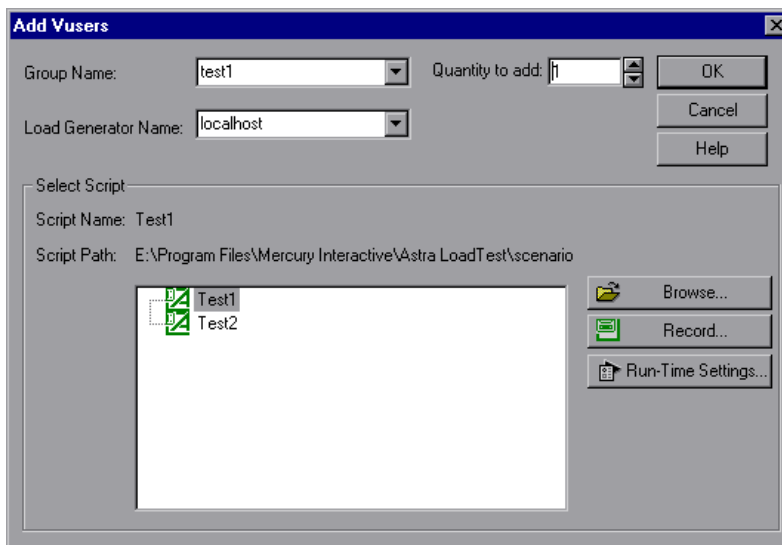 Add Vusers
Group Name: test1 Quantity to add: 1 OK
Load Generator Name: localhost Cancel
Help
Select Script
Script Name: Test1
Script Path: E:\Program Files\Mercury Interactive\Astra LoadTest\scenario
Test1 Browse...
Test2 Record...
Run-Time Settings...